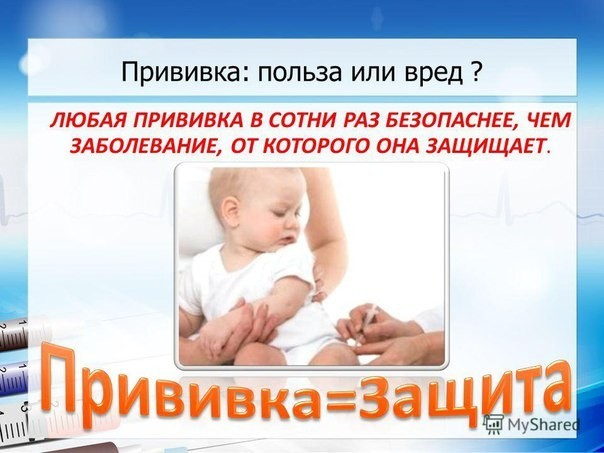 Прививка: польза или вред ?
ЛЮБАЯ ПРИВИВКА В СОТНИ РАЗ БЕЗОПАСНЕЕ, ЧЕМ
ЗАБОЛЕВАНИЕ, ОТ КОТОРОГО ОНА ЗАЩИЩАЕТ.
Прививка=Защита
MyShared